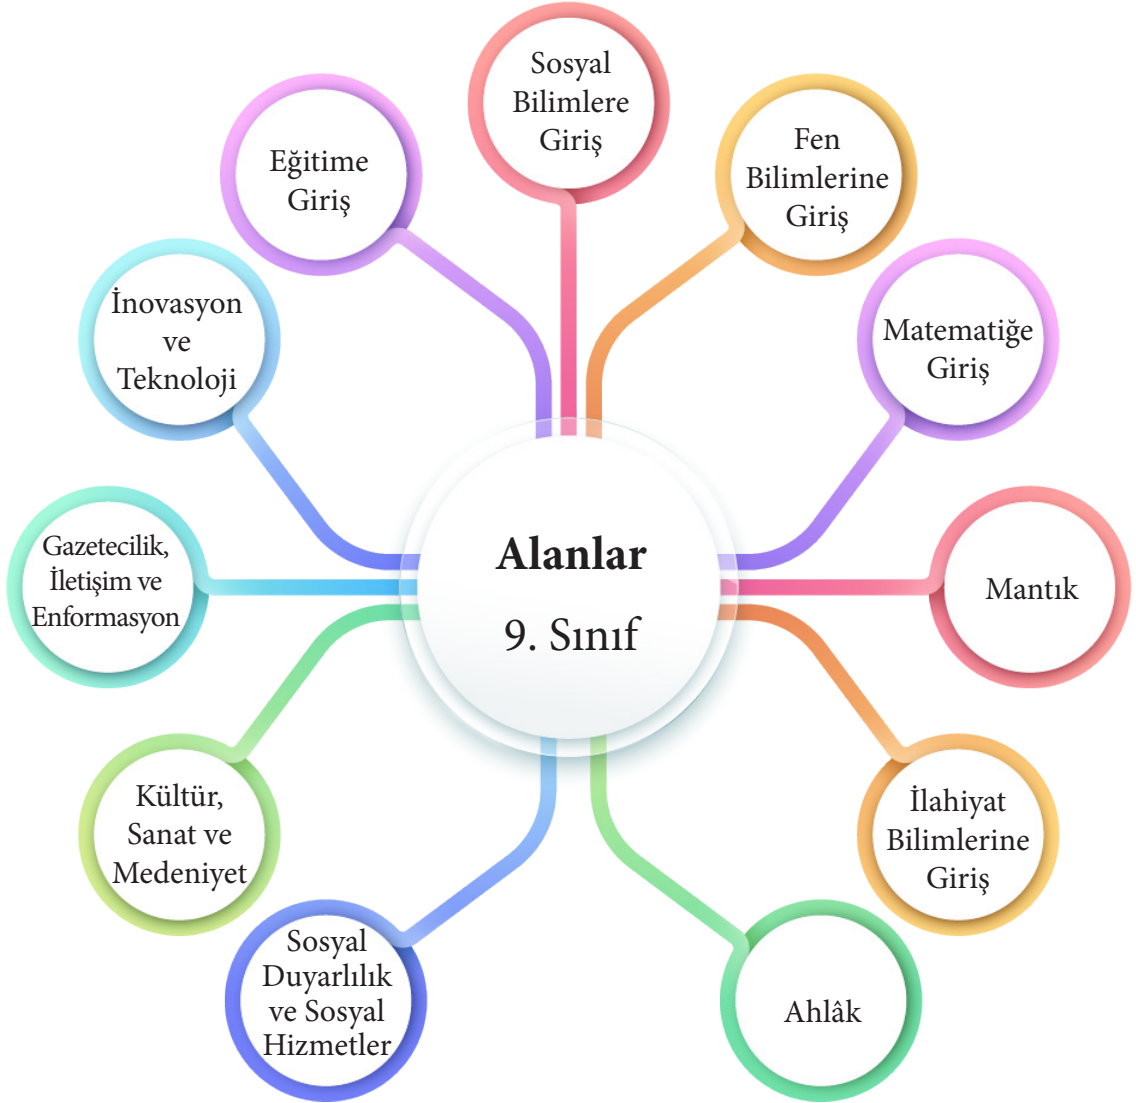 Sosyal
Bilimlere
Giriş
Fen
Bilimlerine
Giriş
Matematiğe
Giriş
Mantık
İlahiyat
Bilimlerine
Giriş
Ahlâk
Sosyal
Duyarlılık
ve Sosyal
Hizmetler
Kültür,
Sanat ve
Medeniyet
Gazetecilik,
İletişim ve
Enformasyon
İnovasyon
ve
Teknoloji
Eğitime
Giriş
Alanlar
9. Sınıf